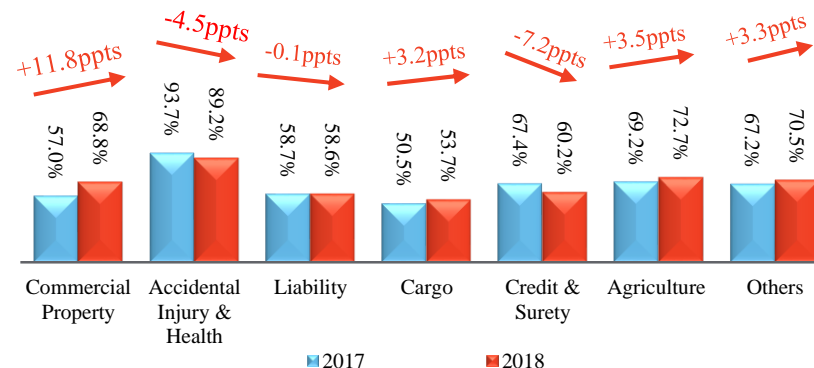 +11.8ppts
-4.5ppts
-0.1ppts
+3.2ppts
-7.2ppts
+3.5ppts
+3.3ppts
57.0%
68.8%
93.7%
89.2%
58.7%
58.6%
50.5%
53.7%
67.4%
60.2%
69.2%
72.7%
67.2%
70.5%
Commercial
Property
Accidental
Injury &
Health
Liability
Cargo
Credit &
Surety
Agriculture
Others
2017
2018